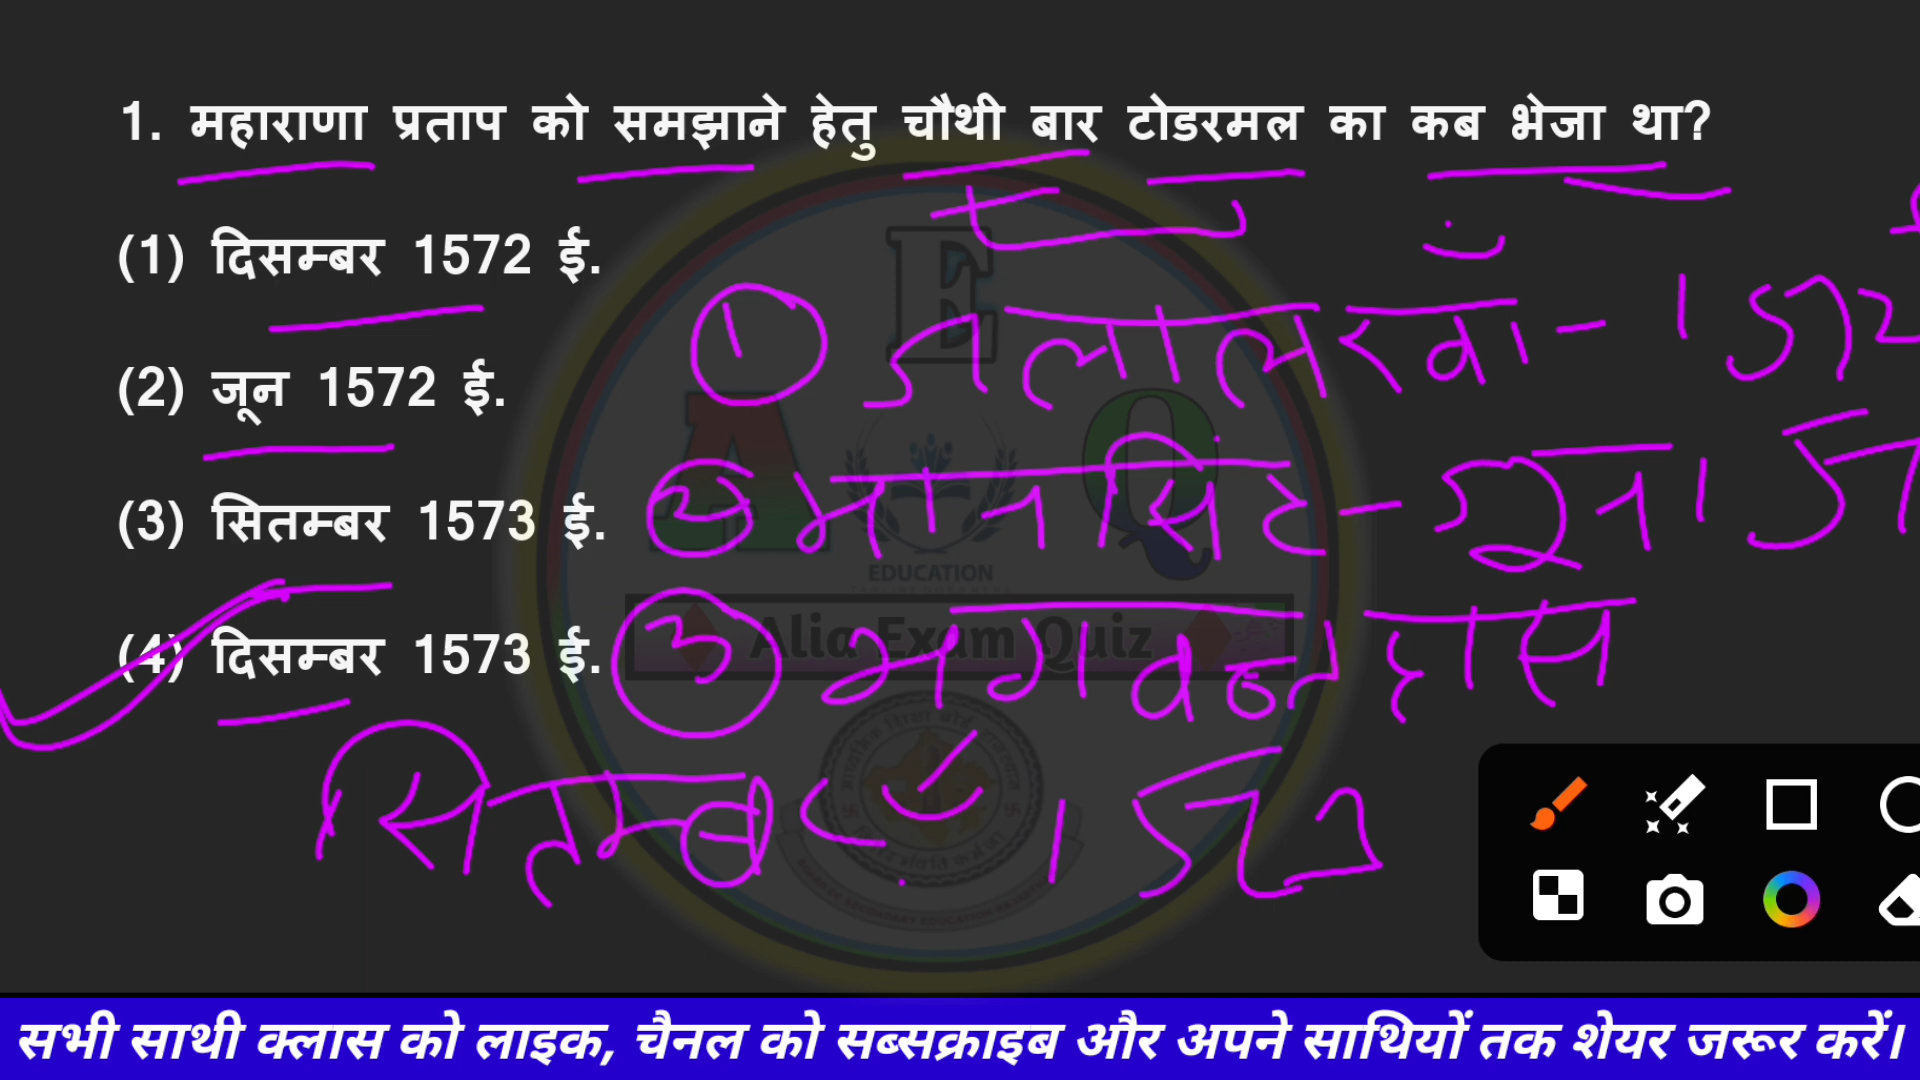 1. महाराणा प्रताप को समझाने हेतु चौथी बार टोडरमल का कब भेजा था?
(1) दिसम्बर 1572 ई.
① जलालखां - 1572
(2) जून 1572 ई.
(3) सितम्बर 1573 ई.
② मानसिंह - जून 157
EDUCATION
(4) दिसम्बर 1573 ई.
③ भगवन्तदास
Alia Exam Quiz
सितम्बर 1572
सभी साथी क्लास को लाइक, चैनल को सब्सक्राइब और अपने साथियों तक शेयर जरूर करें।